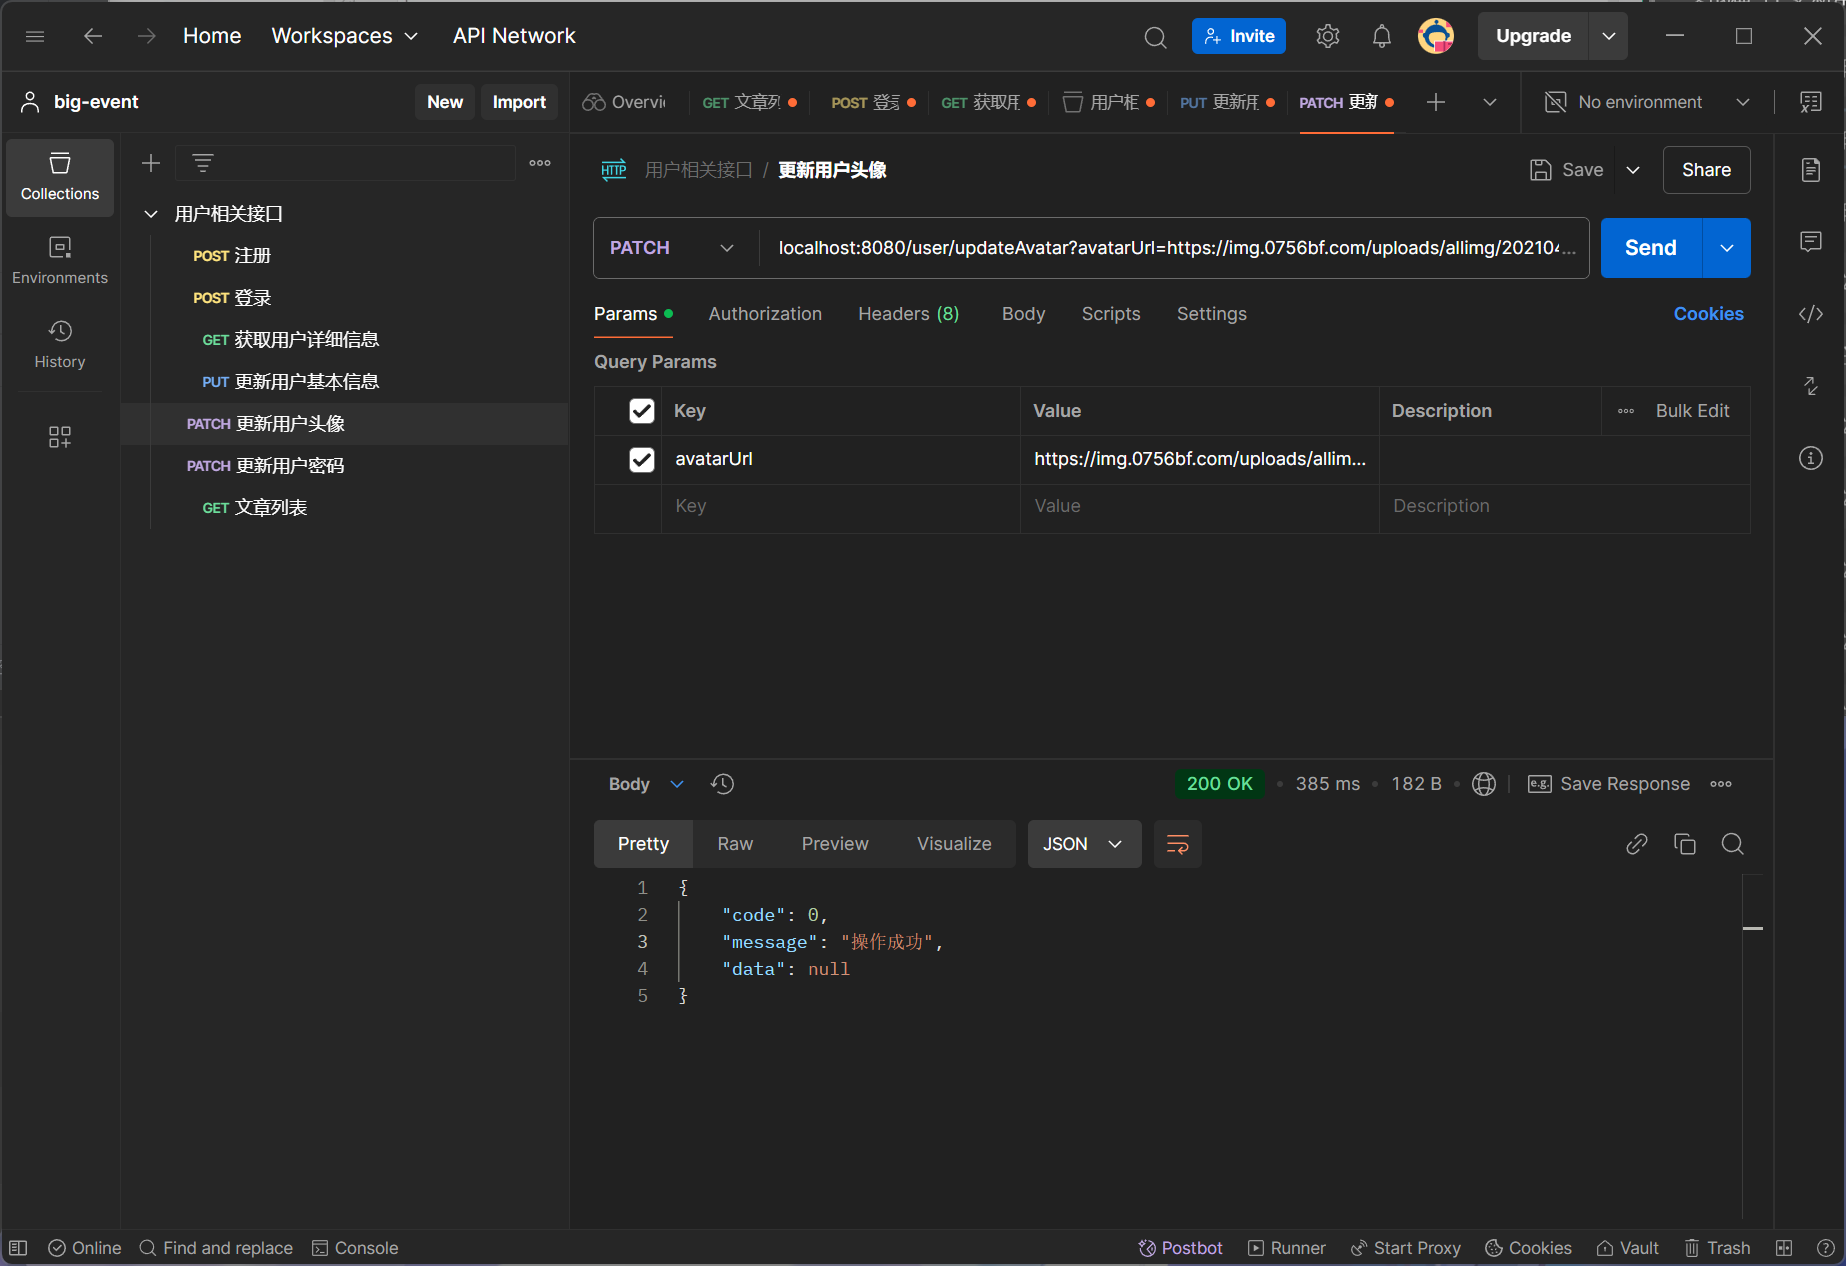 Home Workspaces API Network Invite Upgrade
big-event New Import
Overvi GET 文章列 POST 登录 GET 获取用 用户相 PUT 更新用 PATCH 更新 No environment
Collections
Environments
History
用户相关接口
POST 注册
POST 登录
GET 获取用户详细信息
PUT 更新用户基本信息
PATCH 更新用户头像
PATCH 更新用户密码
GET 文章列表
HTTP 用户相关接口 / 更新用户头像 Save Share
PATCH localhost:8080/user/updateAvatar?avatarUrl=https://img.0756bf.com/uploads/allimg/20210... Send
Params Authorization Headers (8) Body Scripts Settings Cookies
Query Params
Key Value Description Bulk Edit
avatarUrl https://img.0756bf.com/uploads/allim...
Key Value Description
Body 200 OK 385 ms 182 B e.g. Save Response
Pretty Raw Preview Visualize JSON
1 {
2 "code": 0,
3 "message": "操作成功",
4 "data": null
5 }
Online Find and replace Console Postbot Runner Start Proxy Cookies Vault Trash